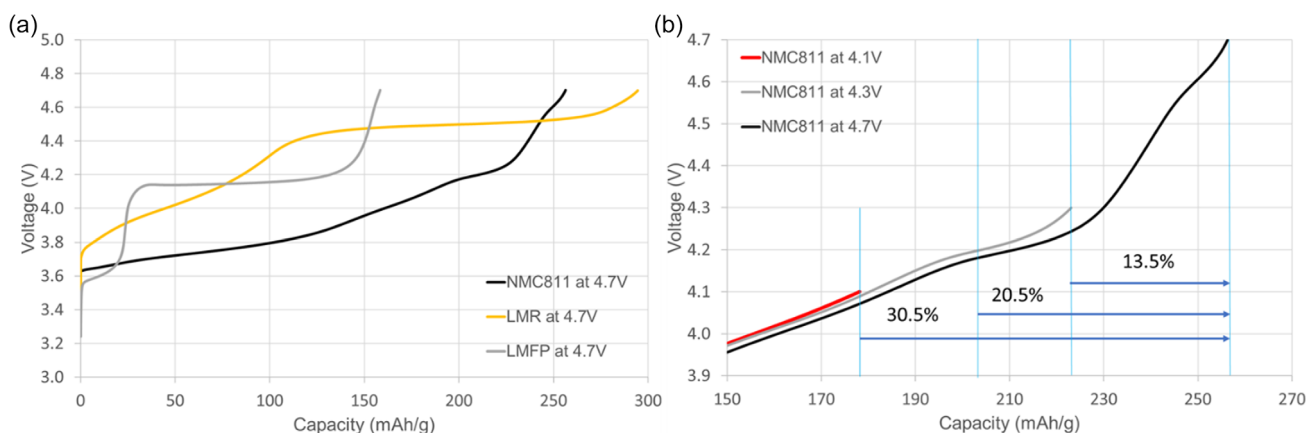 (a)
5.0
4.8
4.6
4.4
4.2
4.0
3.8
3.6
3.4
3.2
3.0
Voltage (V)
NMC811 at 4.7V
LMR at 4.7V
LMFP at 4.7V
0 50 100 150 200 250 300
Capacity (mAh/g)
(b)
4.7
4.6
4.5
4.4
4.3
4.2
4.1
4.0
3.9
Voltage (V)
NMC811 at 4.1V
NMC811 at 4.3V
NMC811 at 4.7V
13.5%
20.5%
30.5%
150 170 190 210 230 250 270
Capacity (mAh/g)